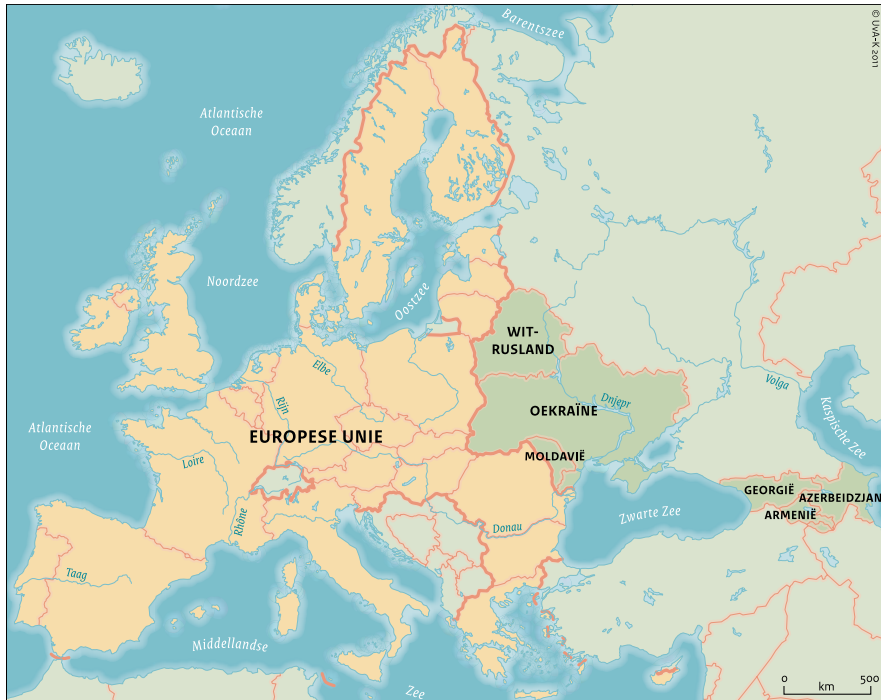 © UvA-K 2011
Barentszee
Atlantische
Oceaan
Noordzee
Oostzee
WIT-
RUSLAND
Elbe
Rijn
Dnjepr
Volga
Kaspische Zee
OEKRAÏNE
Atlantische
Oceaan
EUROPESE UNIE
MOLDAVIË
Loire
GEORGIË
AZERBEIDZJAN
ARMENIË
Rhône
Donau
Zwarte Zee
Taag
Middellandse
Zee
0
500
km